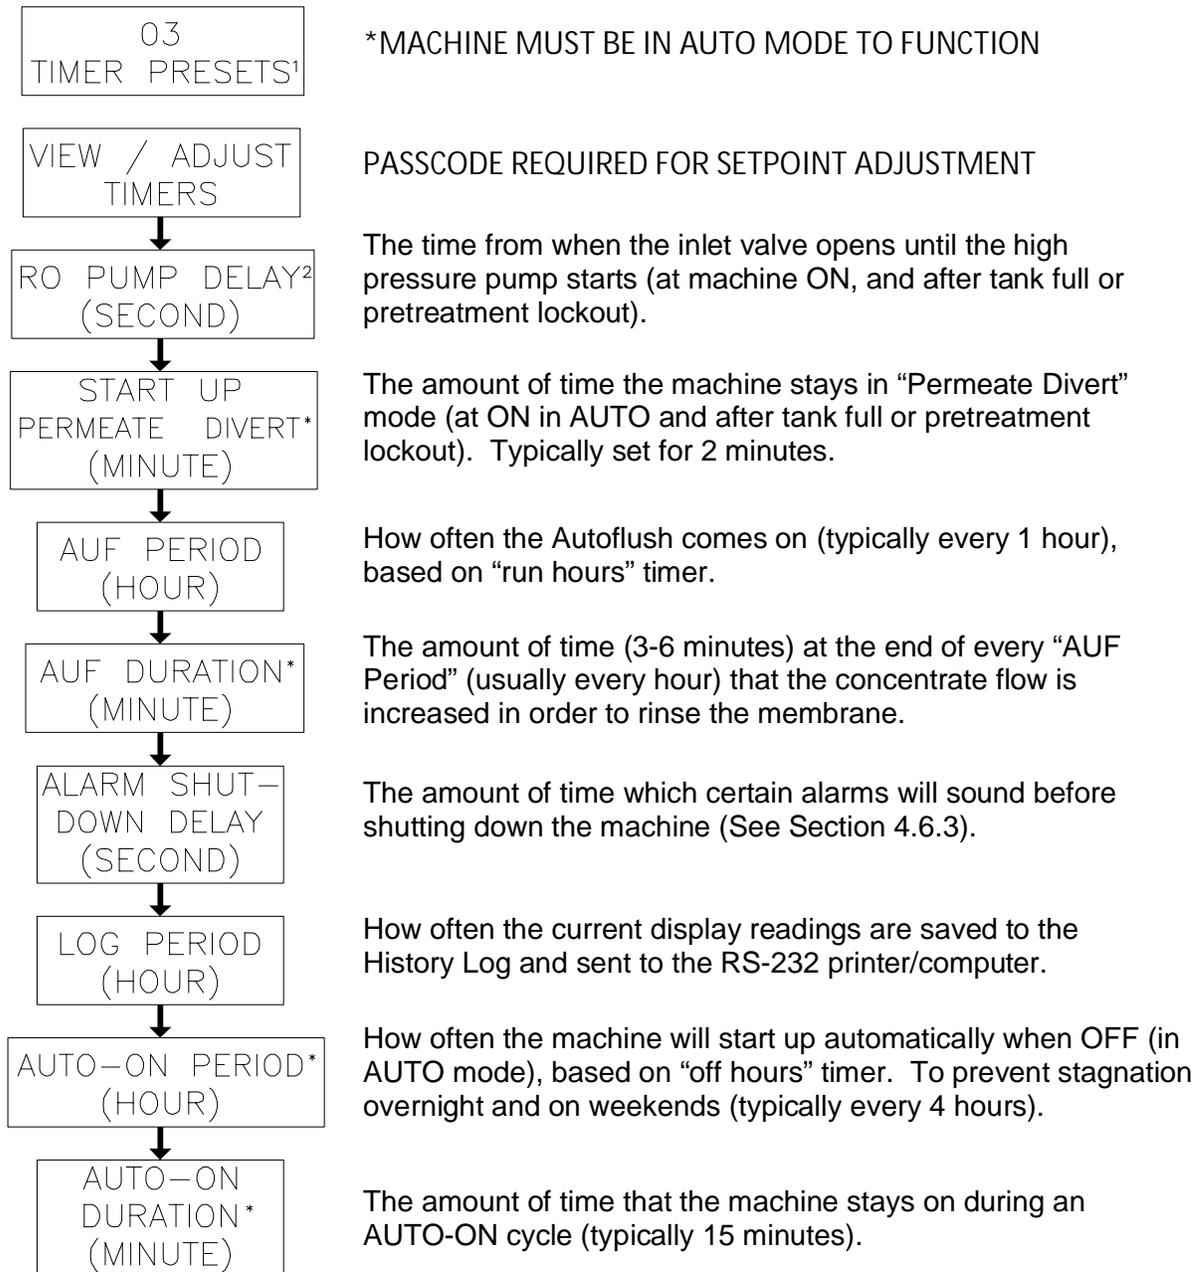 03
TIMER PRESETS¹
*MACHINE MUST BE IN AUTO MODE TO FUNCTION
VIEW / ADJUST
TIMERS
PASSCODE REQUIRED FOR SETPOINT ADJUSTMENT
RO PUMP DELAY²
(SECOND)
The time from when the inlet valve opens until the high
pressure pump starts (at machine ON, and after tank full or
pretreatment lockout).
START UP
PERMEATE DIVERT*
(MINUTE)
The amount of time the machine stays in “Permeate Divert”
mode (at ON in AUTO and after tank full or pretreatment
lockout). Typically set for 2 minutes.
AUF PERIOD
(HOUR)
How often the Autoflush comes on (typically every 1 hour),
based on “run hours” timer.
AUF DURATION*
(MINUTE)
The amount of time (3-6 minutes) at the end of every “AUF
Period” (usually every hour) that the concentrate flow is
increased in order to rinse the membrane.
ALARM SHUT-
DOWN DELAY
(SECOND)
The amount of time which certain alarms will sound before
shutting down the machine (See Section 4.6.3).
LOG PERIOD
(HOUR)
How often the current display readings are saved to the
History Log and sent to the RS-232 printer/computer.
AUTO-ON PERIOD*
(HOUR)
How often the machine will start up automatically when OFF (in
AUTO mode), based on “off hours” timer. To prevent stagnation
overnight and on weekends (typically every 4 hours).
AUTO-ON
DURATION*
(MINUTE)
The amount of time that the machine stays on during an
AUTO-ON cycle (typically 15 minutes).